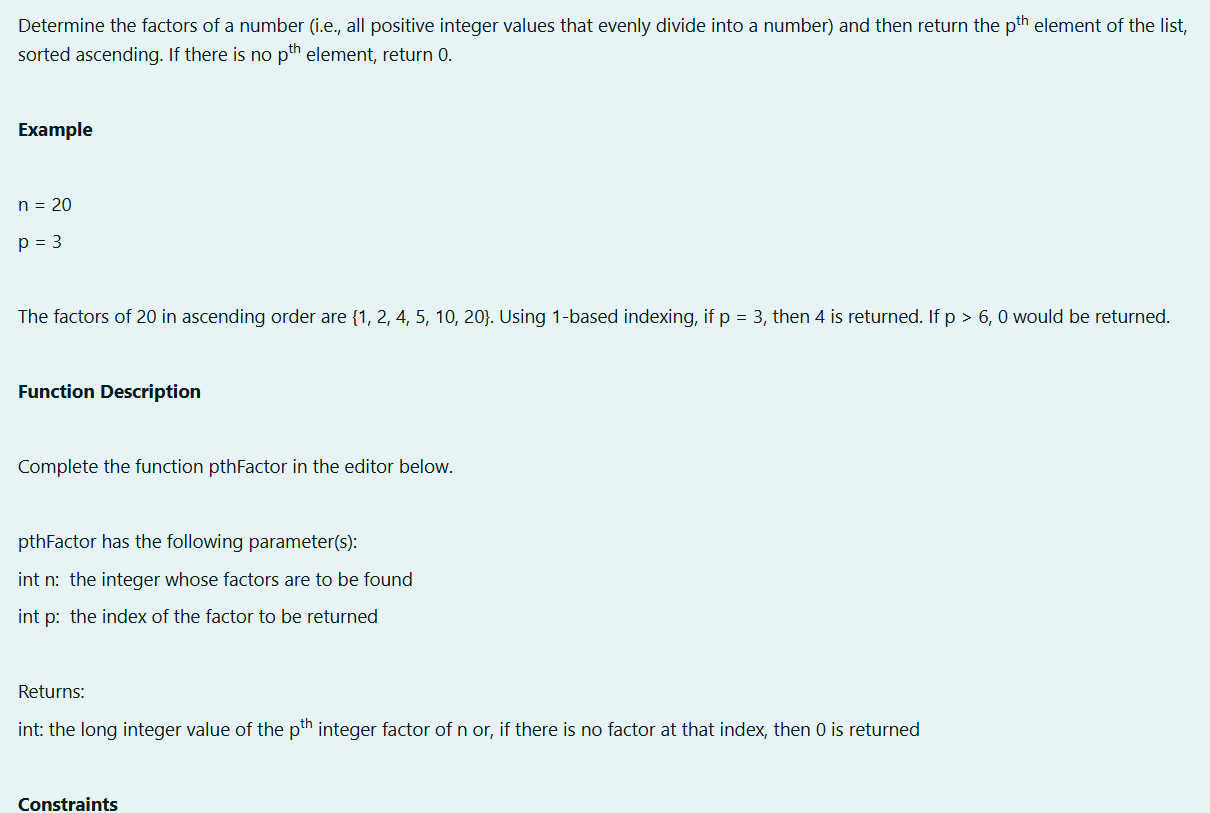 Determine the factors of a number (i.e., all positive integer values that evenly divide into a number) and then return the pth element of the list,
sorted ascending. If there is no pth element, return 0.
Example
n = 20
p = 3
The factors of 20 in ascending order are {1, 2, 4, 5, 10, 20}. Using 1-based indexing, if p = 3, then 4 is returned. If p > 6, 0 would be returned.
Function Description
Complete the function pthFactor in the editor below.
pthFactor has the following parameter(s):
int n:  the integer whose factors are to be found
int p:  the index of the factor to be returned
Returns:
int: the long integer value of the pth integer factor of n or, if there is no factor at that index, then 0 is returned
Constraints